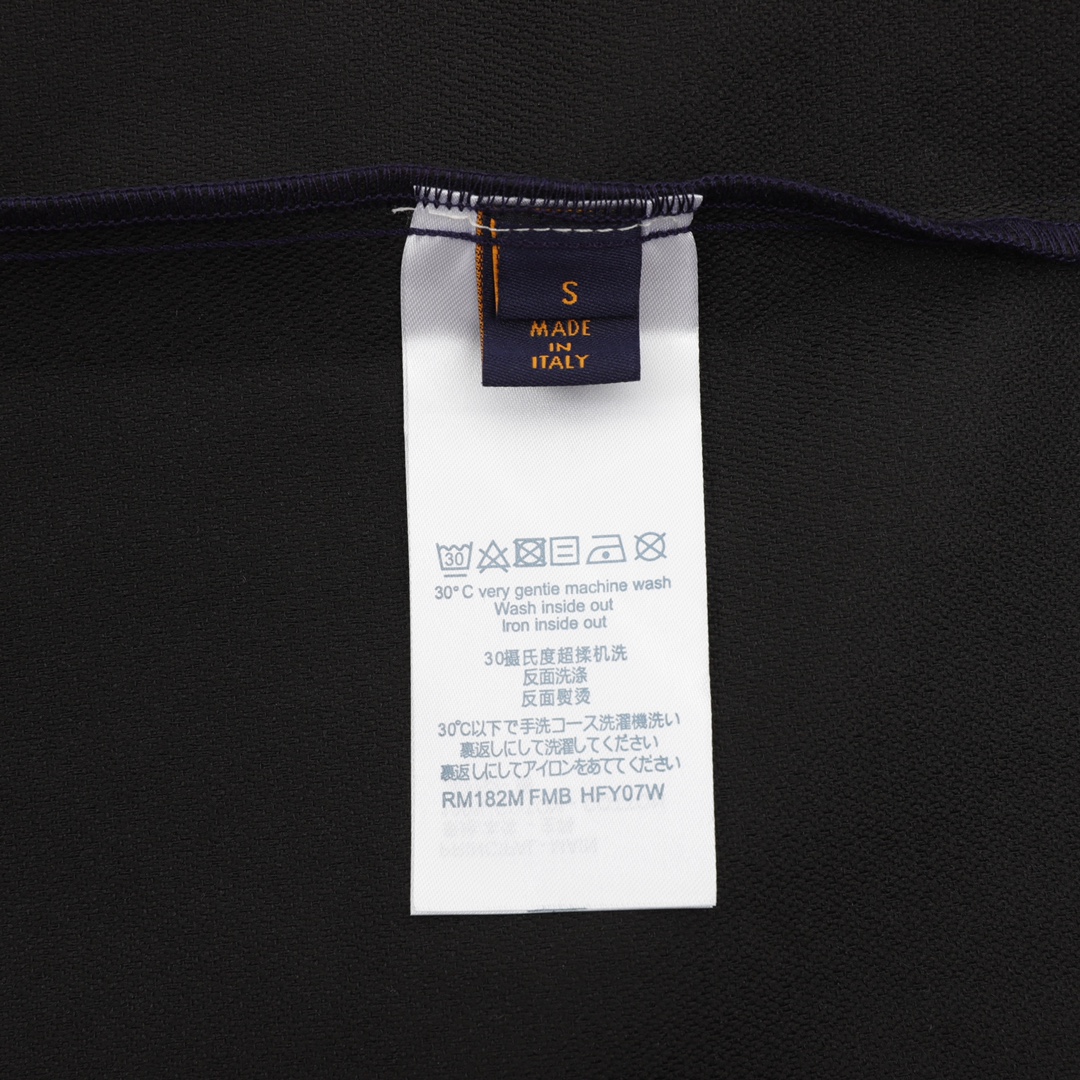 S
MADE
IN
ITALY
30
30°C very gentie machine wash
Wash inside out
Iron inside out
30摄氏度超揉机洗
反面洗涤
反面熨烫
30℃以下で手洗コース洗濯機洗い
裏返しにして洗濯してください
裏返しにしてアイロンをあててください
RM182M FMB HFY07W